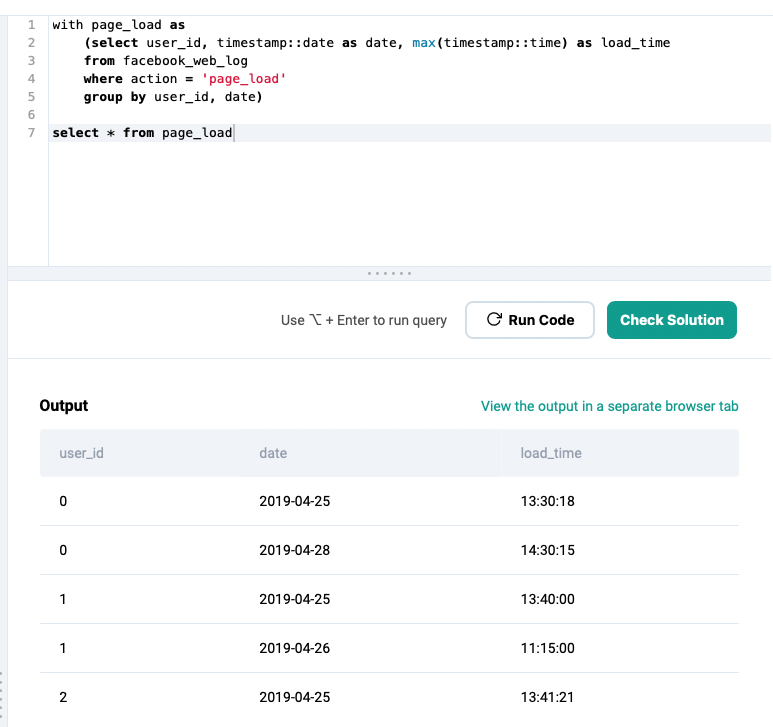 1 with page_load as
2 (select user_id, timestamp::date as date, max(timestamp::time) as load_time
3 from facebook_web_log
4 where action = 'page_load'
5 group by user_id, date)
6
7 select * from page_load
Use ⌥ + Enter to run query Run Code Check Solution
Output View the output in a separate browser tab
user_id date load_time
0 2019-04-25 13:30:18
0 2019-04-28 14:30:15
1 2019-04-25 13:40:00
1 2019-04-26 11:15:00
2 2019-04-25 13:41:21